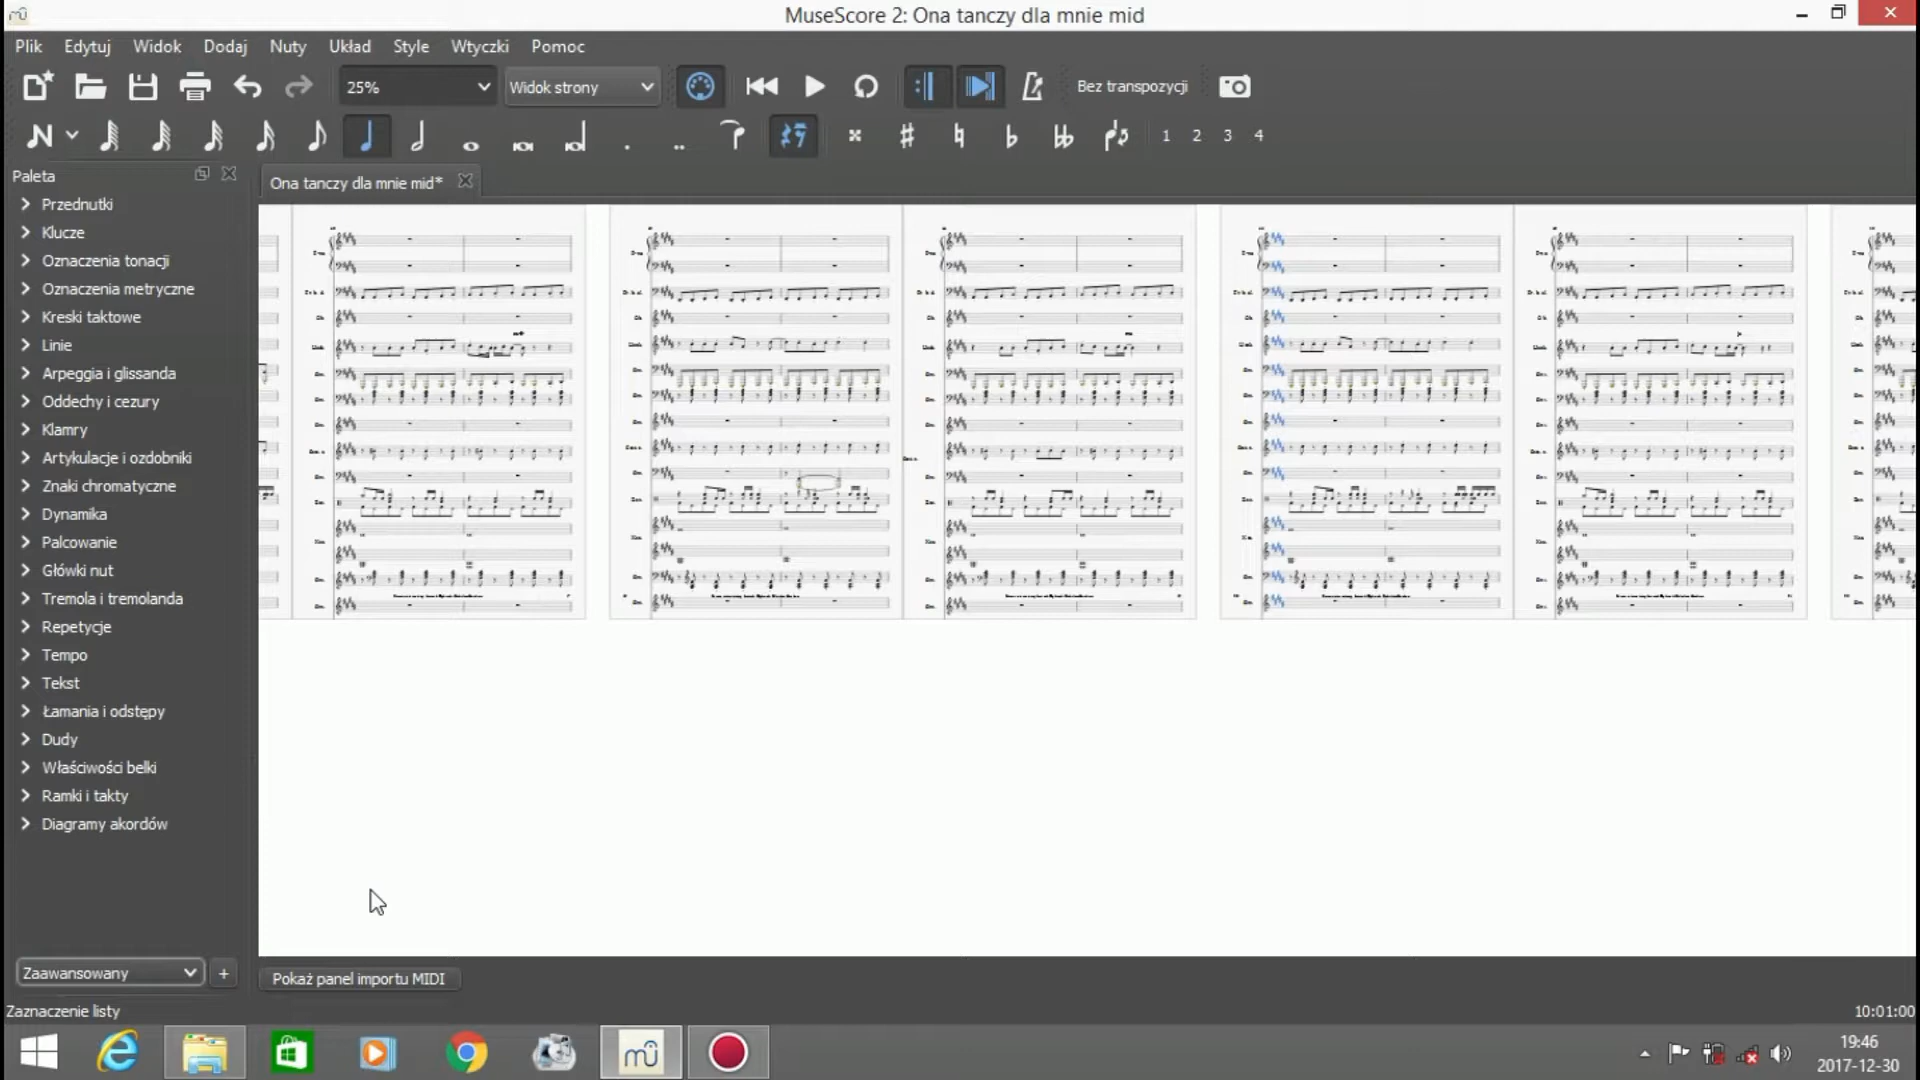 MuseScore 2: Ona tanczy dla mnie mid
Plik Edytuj Widok Dodaj Nuty Układ Style Wtyczki Pomoc
25% Widok strony Bez transpozycji
1 2 3 4
Paleta
Ona tanczy dla mnie mid*
Przednutki
Klucze
Oznaczenia tonacji
Oznaczenia metryczne
Kreski taktowe
Linie
Arpeggia i glissanda
Oddechy i cezury
Klamry
Artykulacje i ozdobniki
Znaki chromatyczne
Dynamika
Palcowanie
Główki nut
Tremola i tremolanda
Repetycje
Tempo
Tekst
Łamania i odstępy
Dudy
Właściwości belki
Ramki i takty
Diagramy akordów
Zaawansowany +
Pokaż panel importu MIDI
Zaznaczenie listy
10:01:00
19:46
2017-12-30